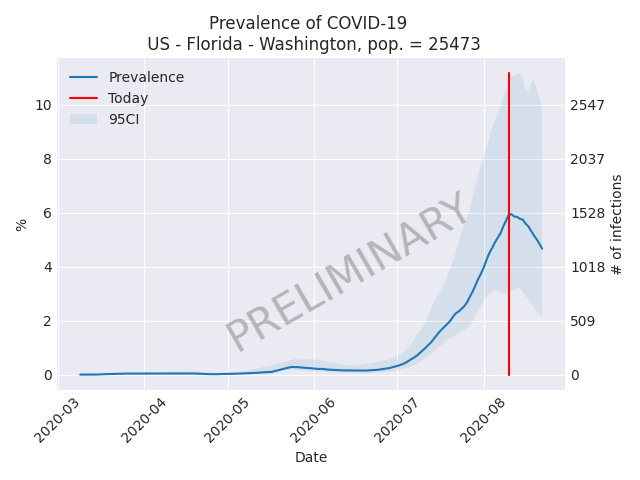 Prevalence of COVID-19
US - Florida - Washington, pop. = 25473
Prevalence
Today
95CI
PRELIMINARY
%
10
8
6
4
2
0
# of infections
2547
2037
1528
1018
509
0
2020-03
2020-04
2020-05
2020-06
2020-07
2020-08
Date